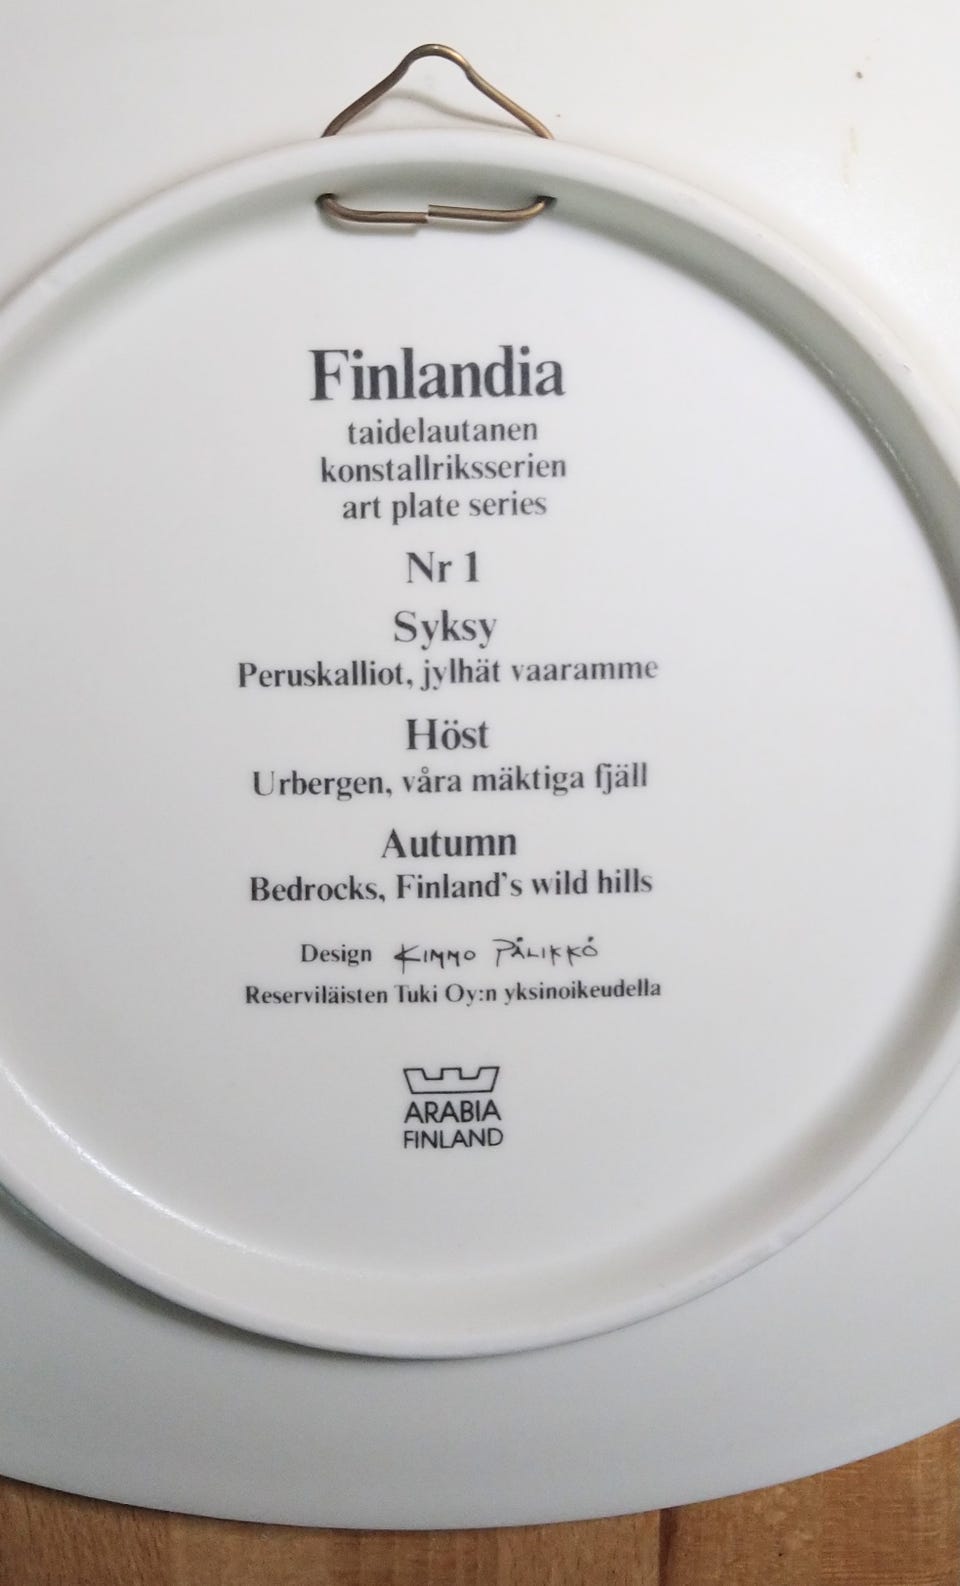 Finlandia
taidelautanen
konstallriksserien
art plate series
Nr 1
Syksy
Peruskalliot, jylhät vaaramme
Höst
Urbergen, våra mäktiga fjäll
Autumn
Bedrocks, Finland's wild hills
Design KIMMO PÄLIKKÖ
Reserviläisten Tuki Oy:n yksinoikeudella
ARABIA
FINLAND